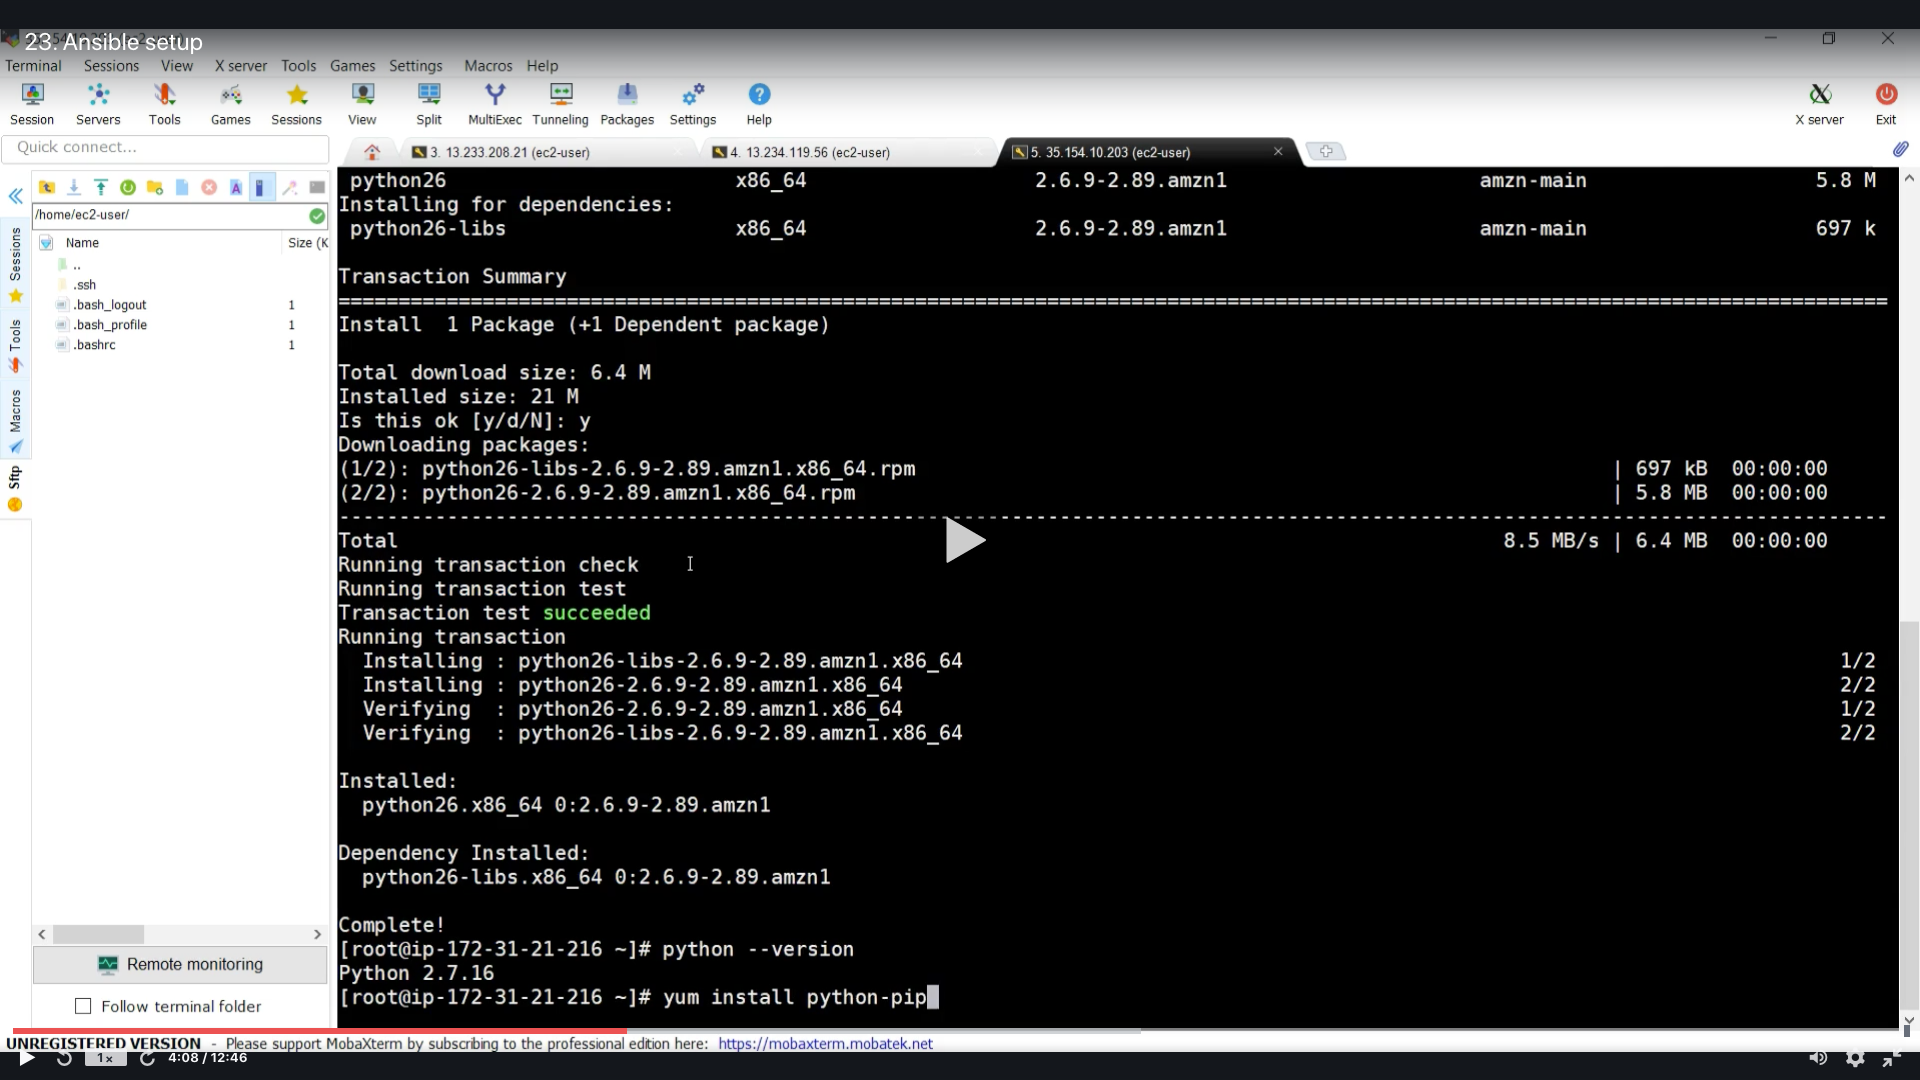 23. Ansible setup
Terminal Sessions View X server Tools Games Settings Macros Help
Session Servers Tools Games Sessions View Split MultiExec Tunneling Packages Settings Help X server Exit
Quick connect...
3. 13.233.208.21 (ec2-user) 4. 13.234.119.56 (ec2-user) 5. 35.154.10.203 (ec2-user)
/home/ec2-user/
Name Size (K
..
.ssh
.bash_logout 1
.bash_profile 1
.bashrc 1
Sessions
Tools
Macros
Sftp
Remote monitoring
Follow terminal folder
python26 x86_64 2.6.9-2.89.amzn1 amzn-main 5.8 M
Installing for dependencies:
python26-libs x86_64 2.6.9-2.89.amzn1 amzn-main 697 k
Transaction Summary
Install 1 Package (+1 Dependent package)
Total download size: 6.4 M
Installed size: 21 M
Is this ok [y/d/N]: y
Downloading packages:
(1/2): python26-libs-2.6.9-2.89.amzn1.x86_64.rpm | 697 kB 00:00:00
(2/2): python26-2.6.9-2.89.amzn1.x86_64.rpm | 5.8 MB 00:00:00
Total 8.5 MB/s | 6.4 MB 00:00:00
Running transaction check
Running transaction test
Transaction test succeeded
Running transaction
Installing : python26-libs-2.6.9-2.89.amzn1.x86_64 1/2
Installing : python26-2.6.9-2.89.amzn1.x86_64 2/2
Verifying : python26-2.6.9-2.89.amzn1.x86_64 1/2
Verifying : python26-libs-2.6.9-2.89.amzn1.x86_64 2/2
Installed:
python26.x86_64 0:2.6.9-2.89.amzn1
Dependency Installed:
python26-libs.x86_64 0:2.6.9-2.89.amzn1
Complete!
[root@ip-172-31-21-216 ~]# python --version
Python 2.7.16
[root@ip-172-31-21-216 ~]# yum install python-pip
UNREGISTERED VERSION - Please support MobaXterm by subscribing to the professional edition here: https://mobaxterm.mobatek.net
1x 4:08 / 12:46